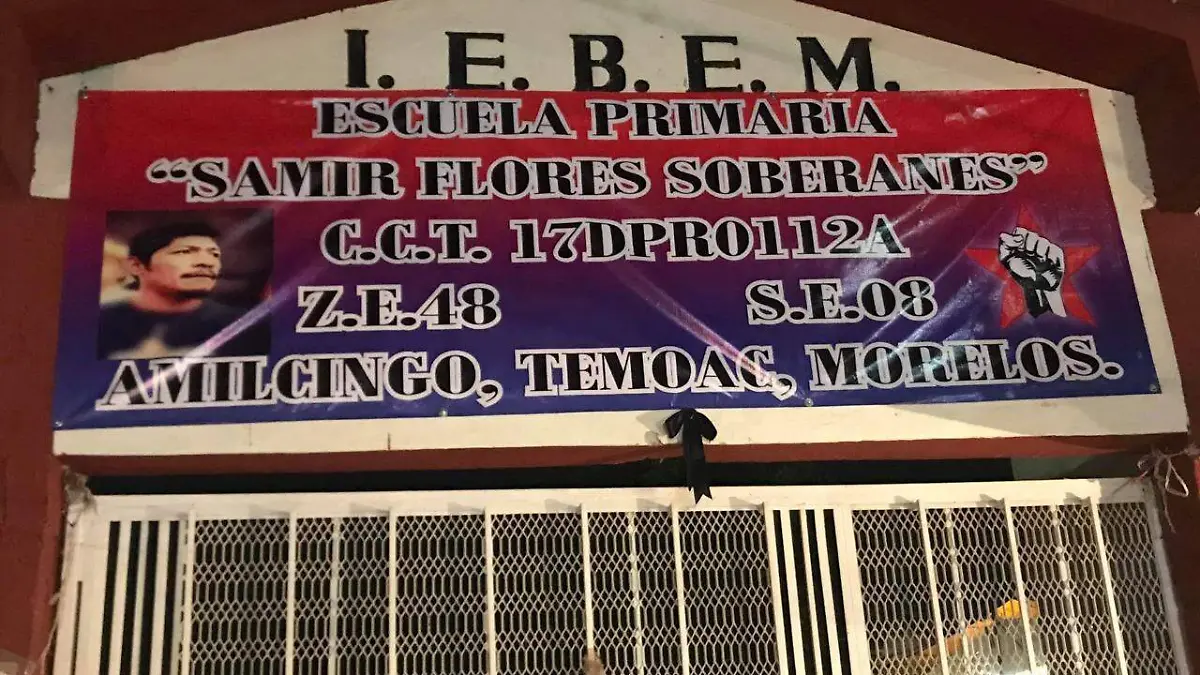 I. E. B. E. M.
ESCUELA PRIMARIA
“SAMIR FLORES SOBERANES”
C.C.T. 17DPR0112A
Z.E.48 S.E.08
AMILCINGO, TEMOAC, MORELOS.